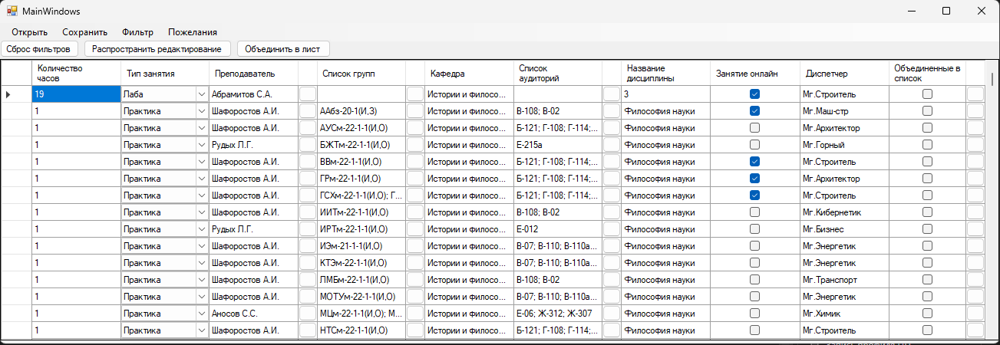 MainWindows
Открыть Сохранить Фильтр Пожелания
Сброс фильтров Распространить редактирование Объединить в лист
Количество часов Тип занятия Преподаватель Список групп Кафедра Список аудиторий Название дисциплины Занятие онлайн Диспетчер Объединенные в список
19 Лаба Абрамитов С.А. Истории и филосо... 3 Мг.Строитель
1 Практика Шафоростов А.И. ААбз-20-1(И,З) Истории и филосо... В-108; В-02 Философия науки Мг.Маш-стр
1 Практика Шафоростов А.И. АУСм-22-1-1(И,О) Истории и филосо... Б-121; Г-108; Г-114;... Философия науки Мг.Архитектор
1 Практика Рудых Л.Г. БЖТм-22-1-1(И,О) Истории и филосо... Е-215а Философия науки Мг.Горный
1 Практика Шафоростов А.И. ВВм-22-1-1(И,О) Истории и филосо... Б-121; Г-108; Г-114;... Философия науки Мг.Строитель
1 Практика Шафоростов А.И. ГРм-22-1-1(И,О) Истории и филосо... Б-121; Г-108; Г-114;... Философия науки Мг.Архитектор
1 Практика Шафоростов А.И. ГСХм-22-1-1(И,О); Г... Истории и филосо... Б-121; Г-108; Г-114;... Философия науки Мг.Строитель
1 Практика Шафоростов А.И. ИИТм-22-1-1(И,О) Истории и филосо... В-108; В-02 Философия науки Мг.Кибернетик
1 Практика Рудых Л.Г. ИРТм-22-1-1(И,О) Истории и филосо... Е-012 Философия науки Мг.Бизнес
1 Практика Шафоростов А.И. ИЭм-21-1-1(И,О) Истории и филосо... В-07; В-110; В-110а... Философия науки Мг.Энергетик
1 Практика Шафоростов А.И. КТЭм-22-1-1(И,О) Истории и филосо... В-07; В-110; В-110а... Философия науки Мг.Энергетик
1 Практика Шафоростов А.И. ЛМБм-22-1-1(И,О) Истории и филосо... В-108; В-02 Философия науки Мг.Транспорт
1 Практика Шафоростов А.И. МОТУм-22-1-1(И,О) Истории и филосо... В-07; В-110; В-110а... Философия науки Мг.Энергетик
1 Практика Аносов С.С. МЦм-22-1-1(И,О); М... Истории и филосо... Е-06; Ж-312; Ж-307 Философия науки Мг.Химик
1 Практика Шафоростов А.И. НТСм-22-1-1(И,О) Истории и филосо... Б-121; Г-108; Г-114;... Философия науки Мг.Строитель